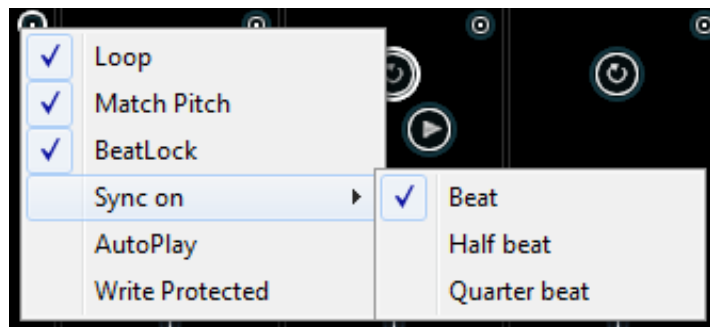 Loop
Match Pitch
BeatLock
Sync on
AutoPlay
Write Protected
Beat
Half beat
Quarter beat